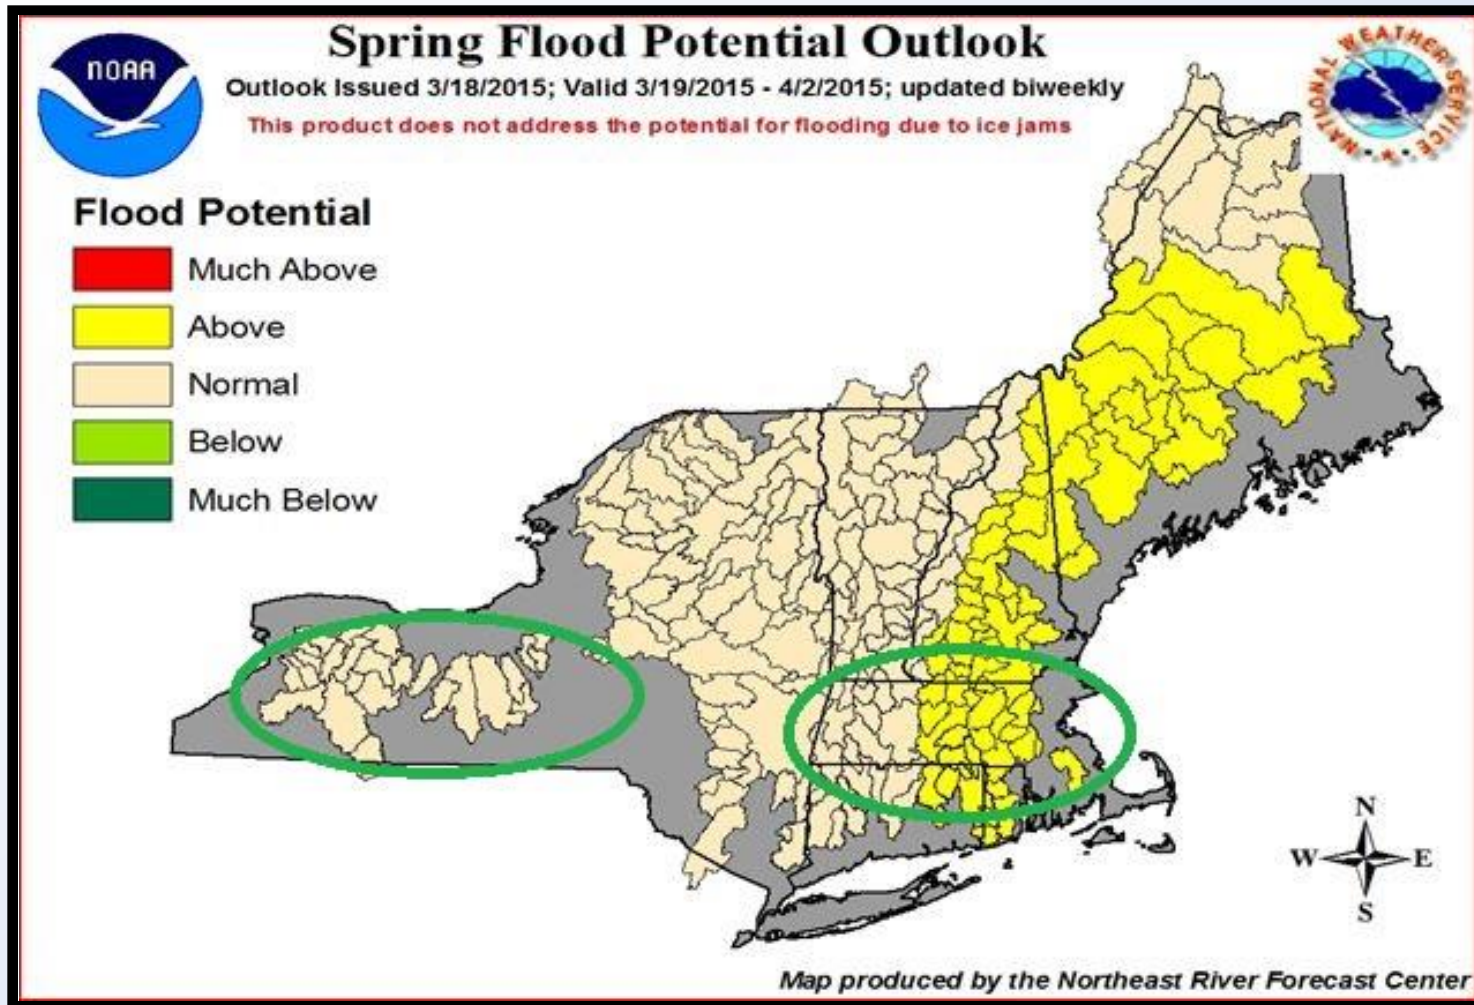 Spring Flood Potential Outlook
Outlook Issued 3/18/2015; Valid 3/19/2015 - 4/2/2015; updated biweekly
This product does not address the potential for flooding due to ice jams
NOAA
NATIONAL WEATHER SERVICE
Flood Potential
Much Above
Above
Normal
Below
Much Below
N
W E
S
Map produced by the Northeast River Forecast Center